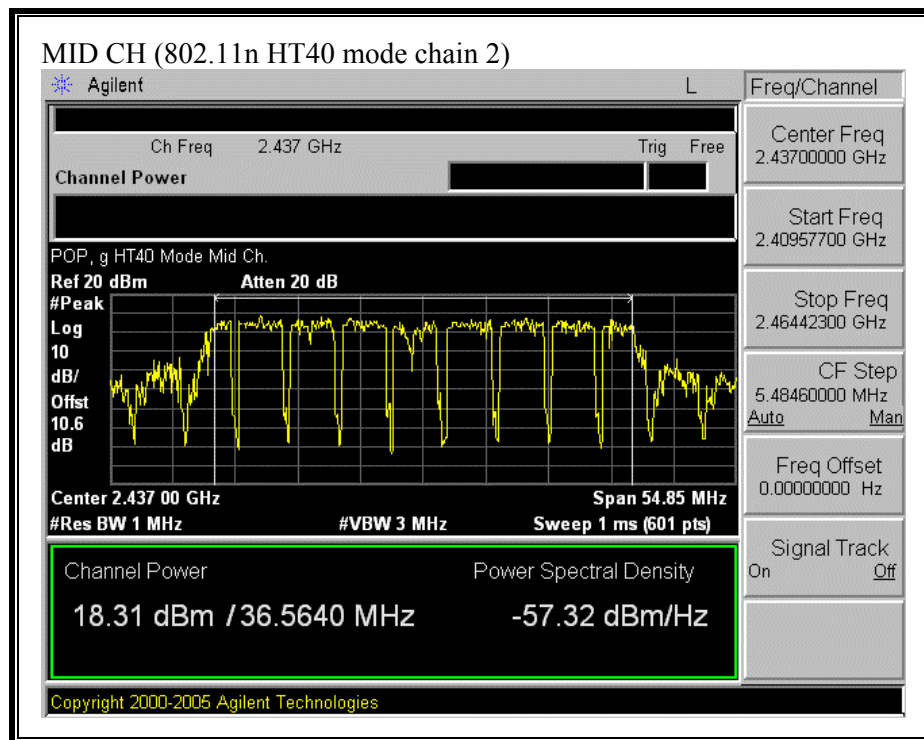 MID CH (802.11n HT40 mode chain 2)
Agilent L Freq/Channel
Ch Freq 2.437 GHz Trig Free
Channel Power
Center Freq
2.43700000 GHz
Start Freq
2.40957700 GHz
Stop Freq
2.46442300 GHz
CF Step
5.48460000 MHz
Auto Man
Freq Offset
0.00000000 Hz
Signal Track
On Off
POP, g HT40 Mode Mid Ch.
Ref 20 dBm Atten 20 dB
#Peak
Log
10
dB/
Offst
10.6
dB
Center 2.437 00 GHz Span 54.85 MHz
#Res BW 1 MHz #VBW 3 MHz Sweep 1 ms (601 pts)
Channel Power Power Spectral Density
18.31 dBm / 36.5640 MHz -57.32 dBm/Hz
Copyright 2000-2005 Agilent Technologies